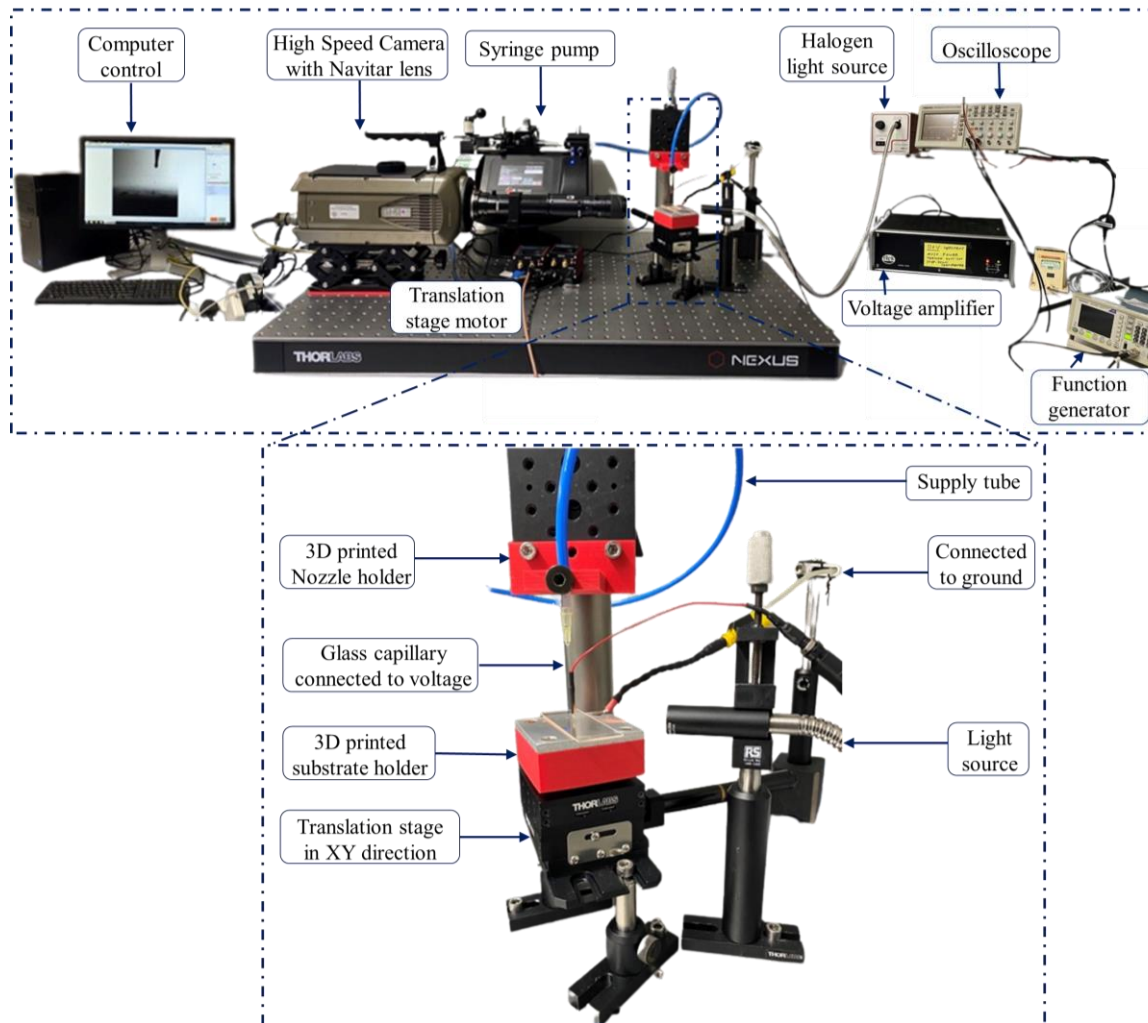 Computer
control
High Speed Camera
with Navitar lens
Syringe pump
Halogen
light source
Oscilloscope
Translation
stage motor
Voltage amplifier
Function
generator
THORLABS
NEXUS
Supply tube
3D printed
Nozzle holder
Connected
to ground
Glass capillary
connected to voltage
3D printed
substrate holder
Light
source
Translation stage
in XY direction
THORLABS
RS
THORLABS